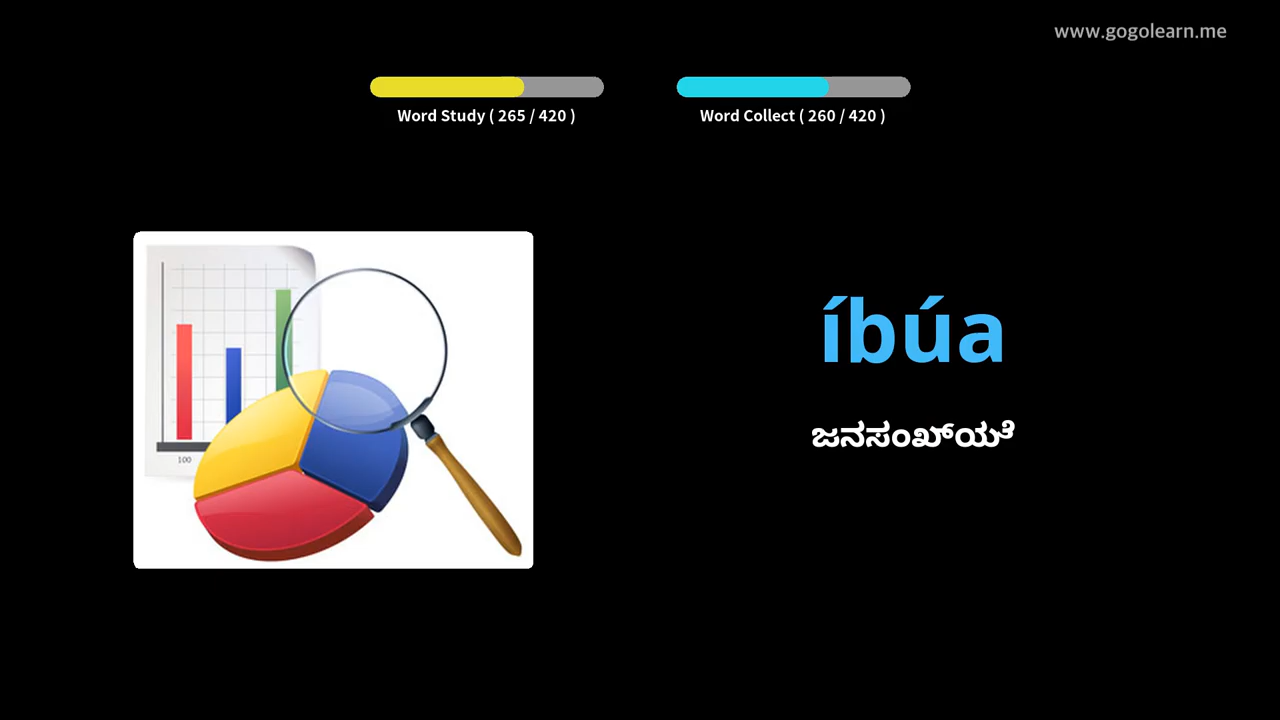 www.gogolearn.me
Word Study ( 265 / 420 )
Word Collect ( 260 / 420 )
100
íbúa
ಜನಸಂಖ್ಯೆ